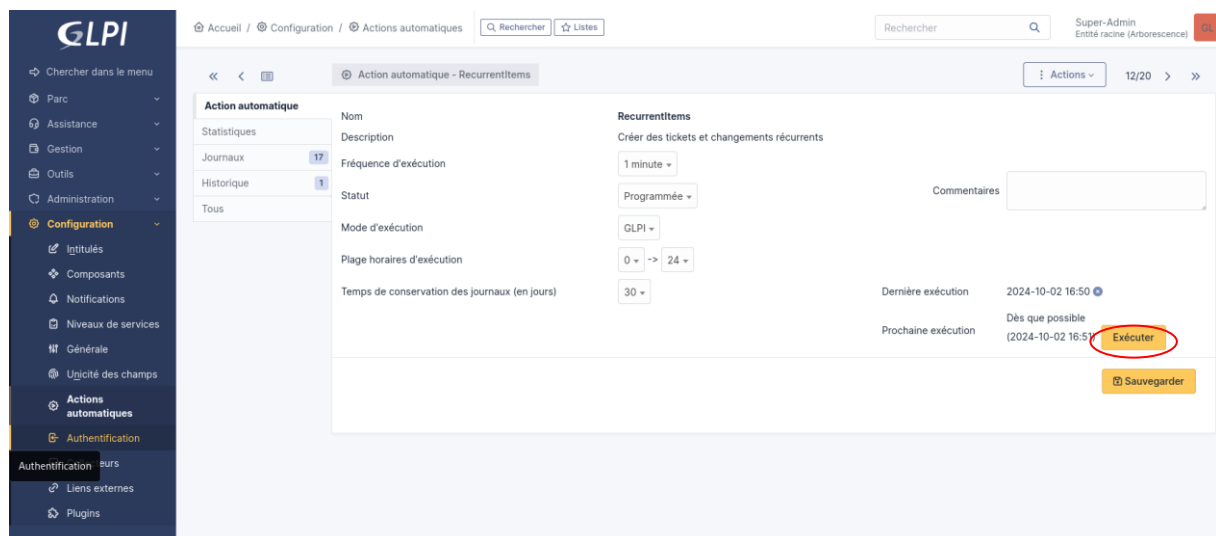 GLPI
Accueil / Configuration / Actions automatiques
Rechercher
Listes
Rechercher
Super-Admin
Entité racine (Arborescence)
GL
Chercher dans le menu
Parc
Assistance
Gestion
Outils
Administration
Configuration
Intitulés
Composants
Notifications
Niveaux de services
Générale
Unicité des champs
Actions
automatiques
Authentification
Authentification
eurs
Liens externes
Plugins
Action automatique - RecurrentItems
Actions
12/20
Action automatique
Statistiques
Journaux 17
Historique 1
Tous
Nom RecurrentItems
Description Créer des tickets et changements récurrents
Fréquence d'exécution 1 minute
Statut Programmée
Commentaires
Mode d'exécution GLPI
Plage horaires d'exécution 0 -> 24
Temps de conservation des journaux (en jours) 30
Dernière exécution 2024-10-02 16:50
Prochaine exécution Dès que possible
(2024-10-02 16:51) Exécuter
Sauvegarder